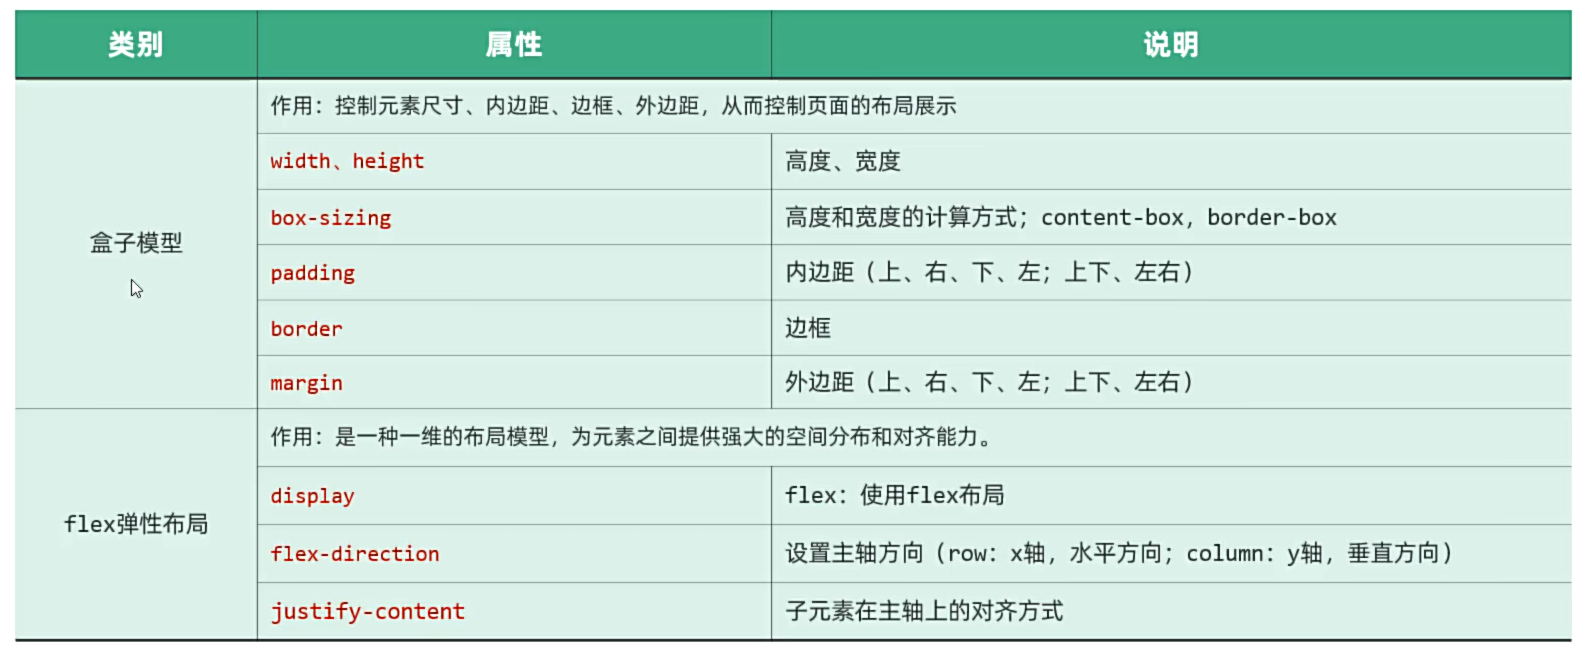 类别 属性 说明
盒子模型
作用：控制元素尺寸、内边距、边框、外边距，从而控制页面的布局展示
width、height 高度、宽度
box-sizing 高度和宽度的计算方式；content-box，border-box
padding 内边距（上、右、下、左；上下、左右）
border 边框
margin 外边距（上、右、下、左；上下、左右）
flex弹性布局
作用：是一种一维的布局模型，为元素之间提供强大的空间分布和对齐能力。
display flex：使用flex布局
flex-direction 设置主轴方向（row：x轴，水平方向；column：y轴，垂直方向）
justify-content 子元素在主轴上的对齐方式